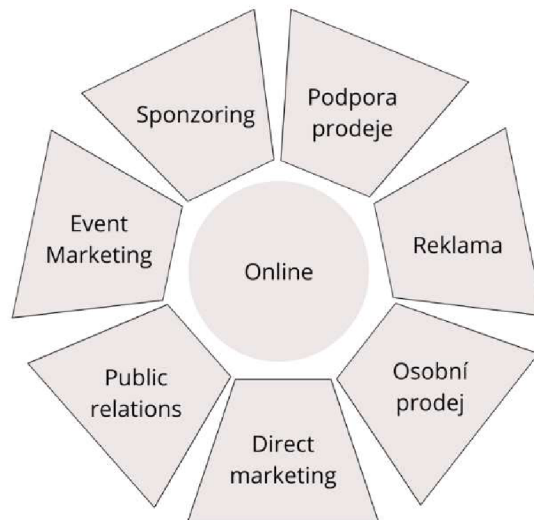 Sponzoring
Podpora
prodeje
Event
Marketing
Online
Reklama
Public
relations
Osobní
prodej
Direct
marketing